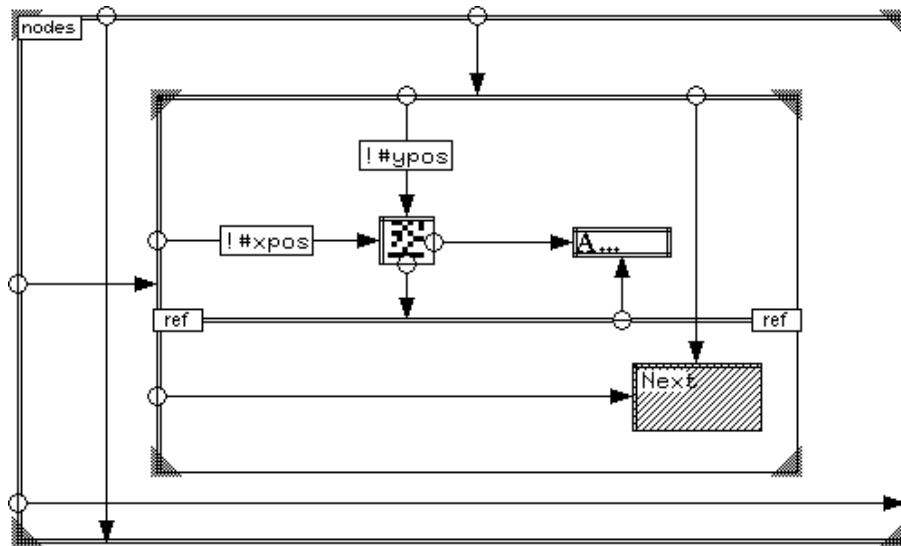 nodes
!#ypos
!#xpos
A...
ref
ref
Next